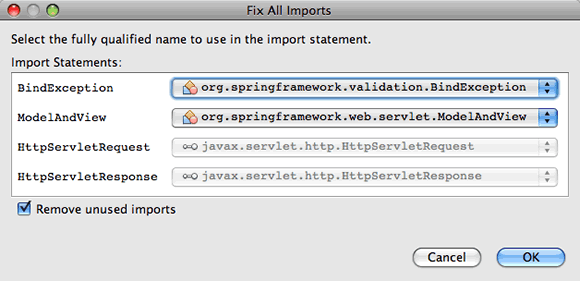 Fix All Imports
Select the fully qualified name to use in the import statement.
Import Statements:
BindException org.springframework.validation.BindException
ModelAndView org.springframework.web.servlet.ModelAndView
HttpServletRequest javax.servlet.http.HttpServletRequest
HttpServletResponse javax.servlet.http.HttpServletResponse
Remove unused imports
Cancel OK